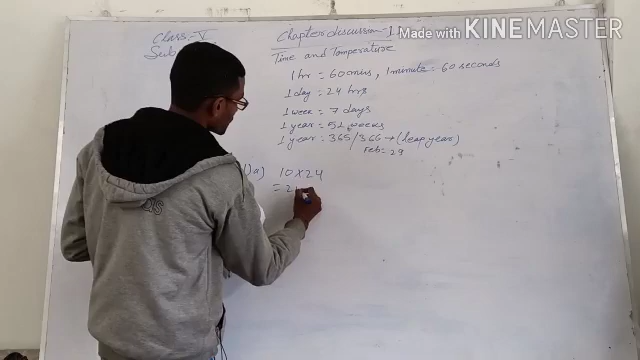 Class:- V
Chapter discussion - 1
Made with KINEMASTER
Sub
Time and Temperature
1 hr = 60 mins, 1 minute = 60 seconds
1 day = 24 hrs
1 week = 7 days
1 year = 52 weeks
1 year = 365/366 → (leap year)
Feb = 29
1) a) 10 x 24
= 24